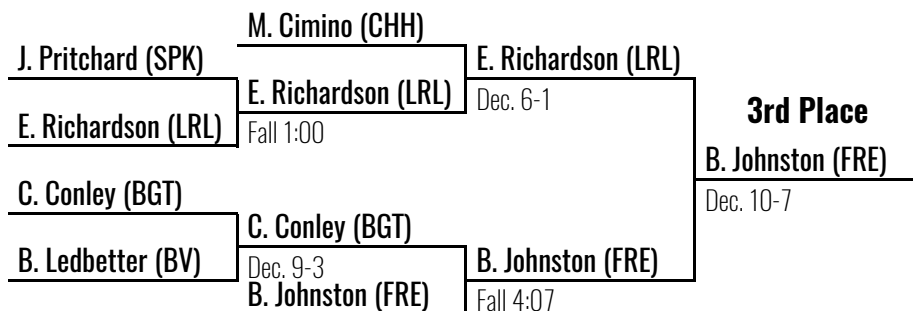 M. Cimino (CHH)
J. Pritchard (SPK)
E. Richardson (LRL)
E. Richardson (LRL)
Dec. 6-1
3rd Place
E. Richardson (LRL)
Fall 1:00
B. Johnston (FRE)
Dec. 10-7
C. Conley (BGT)
C. Conley (BGT)
B. Ledbetter (BV)
Dec. 9-3
B. Johnston (FRE)
B. Johnston (FRE)
Fall 4:07